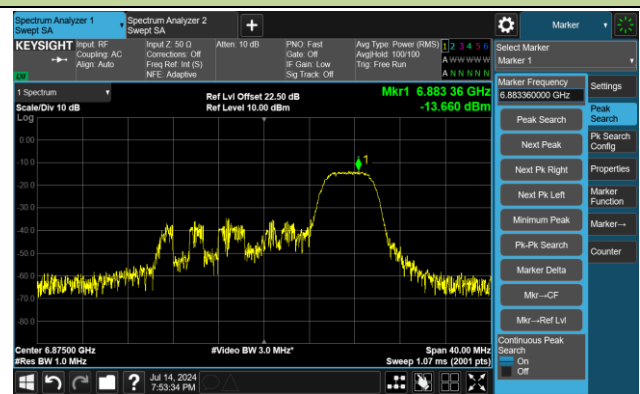 Spectrum Analyzer 1
Swept SA
Spectrum Analyzer 2
Swept SA
+
Marker
KEYSIGHT
Input: RF
Coupling: AC
Align: Auto
Input Z: 50 Ω
Corrections: Off
Freq Ref: Int (S)
NFE: Adaptive
Atten: 10 dB
PNO: Fast
Gate: Off
IF Gain: Low
Sig Track: Off
Avg Type: Power (RMS)
Avg|Hold: 100/100
Trig: Free Run
1 2 3 4 5 6
A W W W W W
A N N N N N
LXI
Select Marker
Marker 1
1 Spectrum
Scale/Div 10 dB
Log
Ref Lvl Offset 22.50 dB
Ref Level 10.00 dBm
Mkr1 6.883 36 GHz
-13.660 dBm
1
0.00
-10.0
-20.0
-30.0
-40.0
-50.0
-60.0
-70.0
-80.0
Center 6.87500 GHz
#Res BW 1.0 MHz
#Video BW 3.0 MHz*
Span 40.00 MHz
Sweep 1.07 ms (2001 pts)
Marker Frequency
6.883360000 GHz
Peak Search
Next Peak
Next Pk Right
Next Pk Left
Minimum Peak
Pk-Pk Search
Marker Delta
Mkr→CF
Mkr→Ref Lvl
Continuous Peak
Search
On
Off
Settings
Peak
Search
Pk Search
Config
Properties
Marker
Function
Marker→
Counter
?
Jul 14, 2024
7:53:34 PM